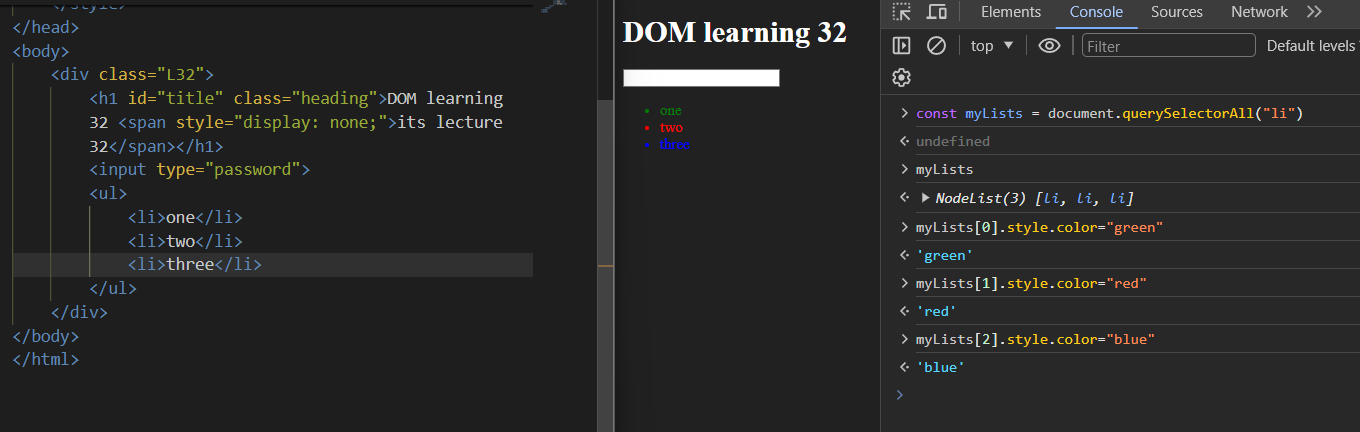 </style>
</head>
<body>
<div class="L32">
<h1 id="title" class="heading">DOM learning
32 <span style="display: none;">its lecture
32</span></h1>
<input type="password">
<ul>
<li>one</li>
<li>two</li>
<li>three</li>
</ul>
</div>
</body>
</html>
DOM learning 32
one
two
three
Elements Console Sources Network
top Filter Default levels
const myLists = document.querySelectorAll("li")
undefined
myLists
NodeList(3) [li, li, li]
myLists[0].style.color="green"
'green'
myLists[1].style.color="red"
'red'
myLists[2].style.color="blue"
'blue'